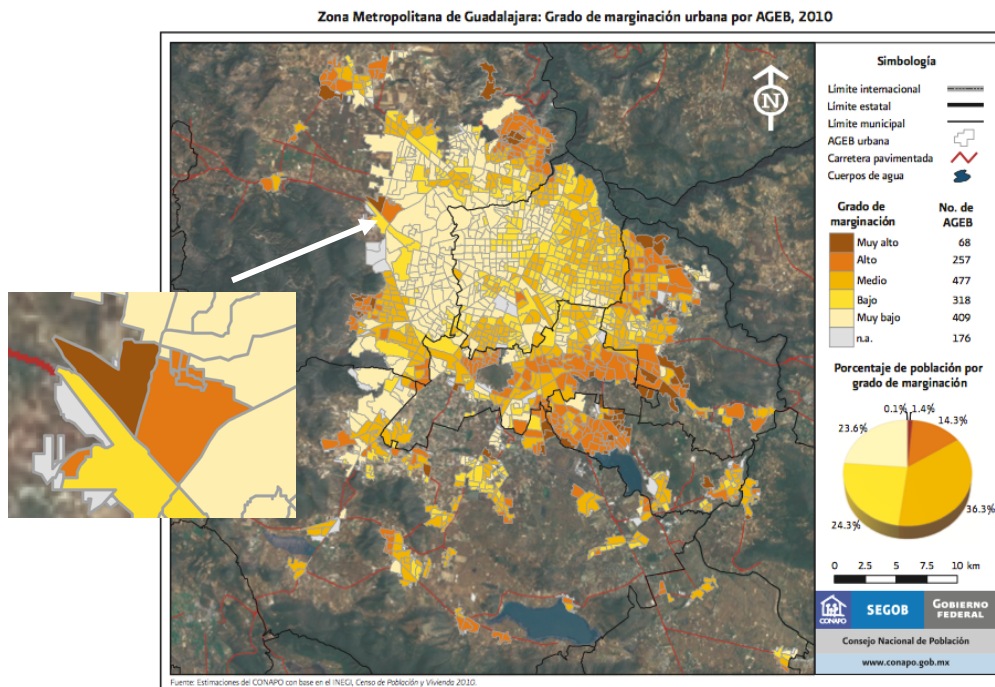 Zona Metropolitana de Guadalajara: Grado de marginación urbana por AGEB, 2010
N
Simbología
Límite internacional
Límite estatal
Límite municipal
AGEB urbana
Carretera pavimentada
Cuerpos de agua
Grado de marginación
No. de AGEB
Muy alto 68
Alto 257
Medio 477
Bajo 318
Muy bajo 409
n.a. 176
Porcentaje de población por
grado de marginación
0.1% 1.4%
14.3%
23.6%
36.3%
24.3%
0 2 4 6 8 10 km
CONAPO
SEGOB
GOBIERNO
FEDERAL
Consejo Nacional de Población
www.conapo.gob.mx
Fuente: Estimaciones del CONAPO con base en el INEGI, Censo de Población y Vivienda 2010.